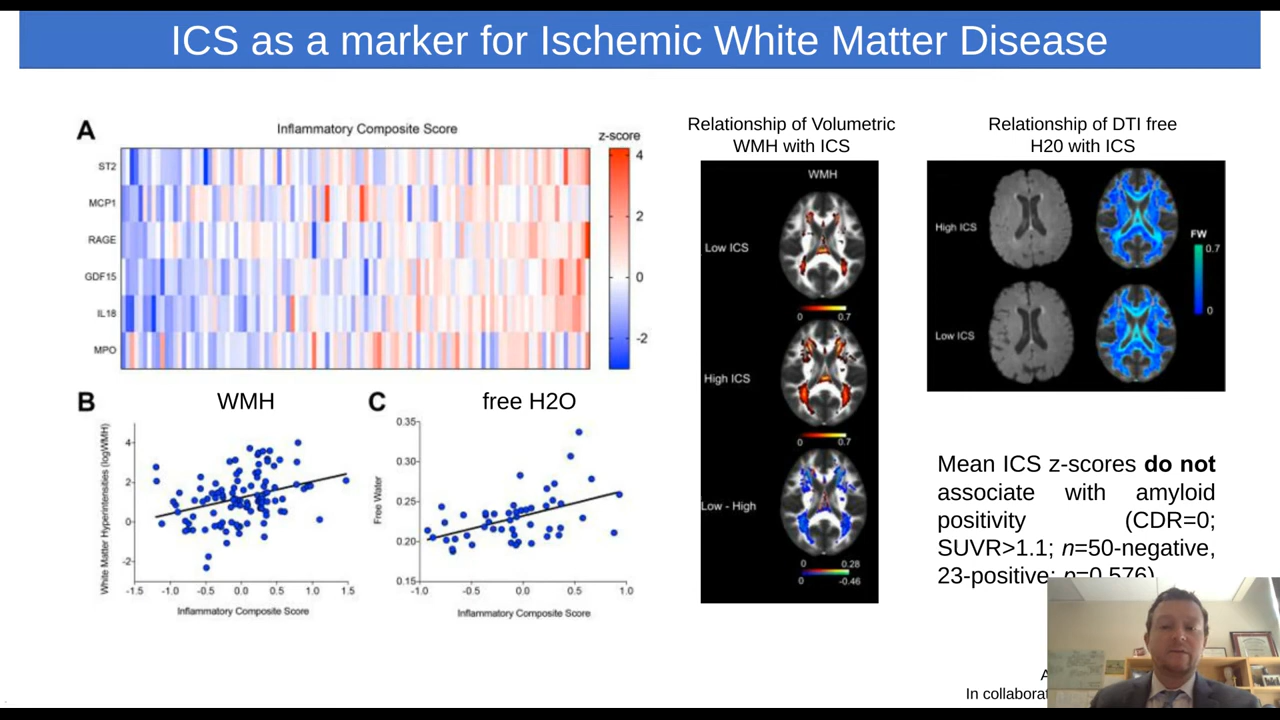 ICS as a marker for Ischemic White Matter Disease
A
Inflammatory Composite Score
z-score
ST2
MCP1
RAGE
GDF15
IL18
MPO
4
2
0
-2
B
WMH
White Matter Hyperintensities (logWMH)
4
2
0
-2
-1.5 -1.0 -0.5 0.0 0.5 1.0 1.5
Inflammatory Composite Score
C
free H2O
Free Water
0.35
0.30
0.25
0.20
0.15
-1.0 -0.5 0.0 0.5 1.0
Inflammatory Composite Score
Relationship of Volumetric
WMH with ICS
WMH
Low ICS
0 0.7
High ICS
0 0.7
Low - High
0 0.28
0 -0.46
Relationship of DTI free
H20 with ICS
High ICS
Low ICS
FW
0.7
0
Mean ICS z-scores do not
associate with amyloid
positivity (CDR=0;
SUVR>1.1; n=50-negative,
23-positive; p=0.576)
A
In